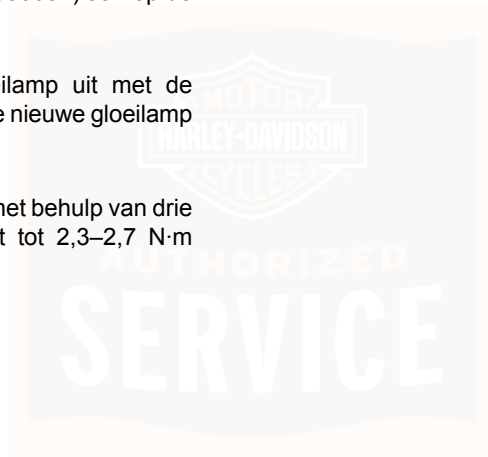 ilamp uit met de
e nieuwe gloeilamp
met behulp van drie
t tot 2,3–2,7 N·m
MOTOR
HARLEY-DAVIDSON
CYCLES
AUTHORIZED
SERVICE